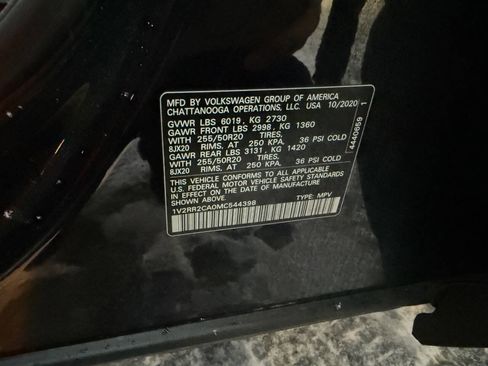 MFD BY VOLKSWAGEN GROUP OF AMERICA
CHATTANOOGA OPERATIONS, LLC. USA 10/2020
GVWR LBS 6019, KG 2730
GAWR FRONT LBS 2998, KG 1360
WITH 255/50R20 TIRES,
8JX20 RIMS, AT 250 KPA, 36 PSI COLD
GAWR REAR LBS 3131, KG 1420
WITH 255/50R20 TIRES,
8JX20 RIMS, AT 250 KPA, 36 PSI COLD
THIS VEHICLE CONFORMS TO ALL APPLICABLE
U.S. FEDERAL MOTOR VEHICLE SAFETY STANDARDS
IN EFFECT ON THE DATE OF MANUFACTURE
SHOWN ABOVE.
1V2RR2CA0MC544398 TYPE: MPV
4440659 1